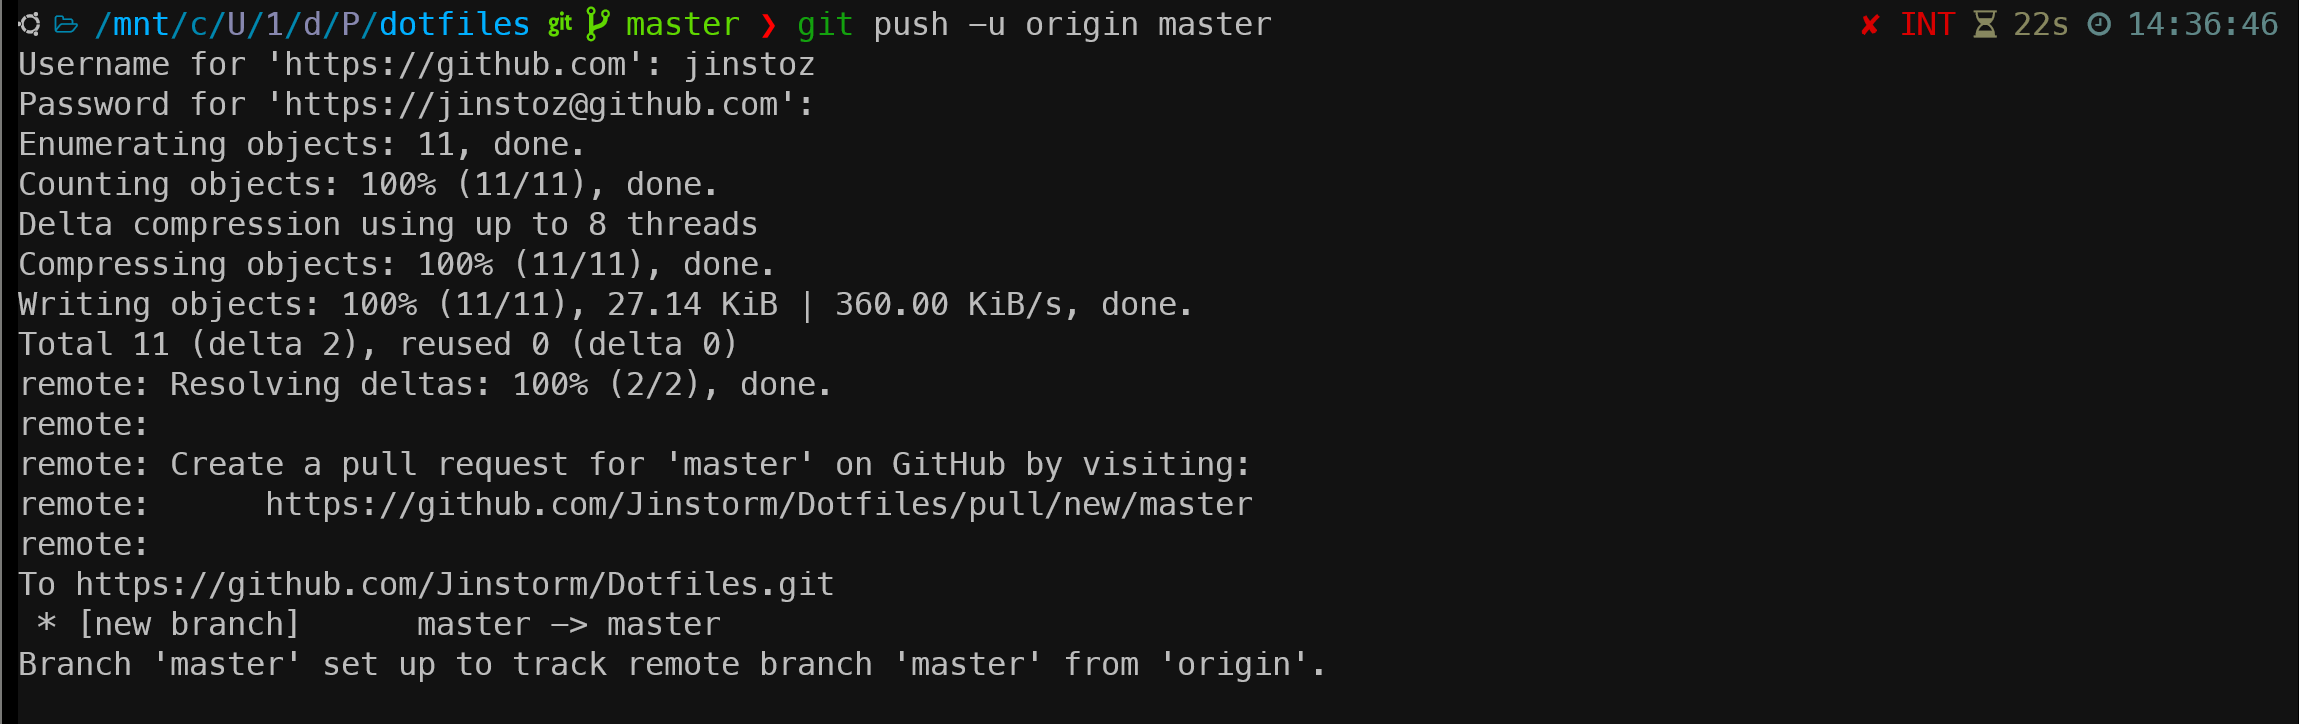 /mnt/c/U/1/d/P/dotfiles git master ❯ git push -u origin master ✘ INT 22s 14:36:46
Username for 'https://github.com': jinstoz
Password for 'https://jinstoz@github.com':
Enumerating objects: 11, done.
Counting objects: 100% (11/11), done.
Delta compression using up to 8 threads
Compressing objects: 100% (11/11), done.
Writing objects: 100% (11/11), 27.14 KiB | 360.00 KiB/s, done.
Total 11 (delta 2), reused 0 (delta 0)
remote: Resolving deltas: 100% (2/2), done.
remote:
remote: Create a pull request for 'master' on GitHub by visiting:
remote:      https://github.com/Jinstorm/Dotfiles/pull/new/master
remote:
To https://github.com/Jinstorm/Dotfiles.git
 * [new branch]      master -> master
Branch 'master' set up to track remote branch 'master' from 'origin'.